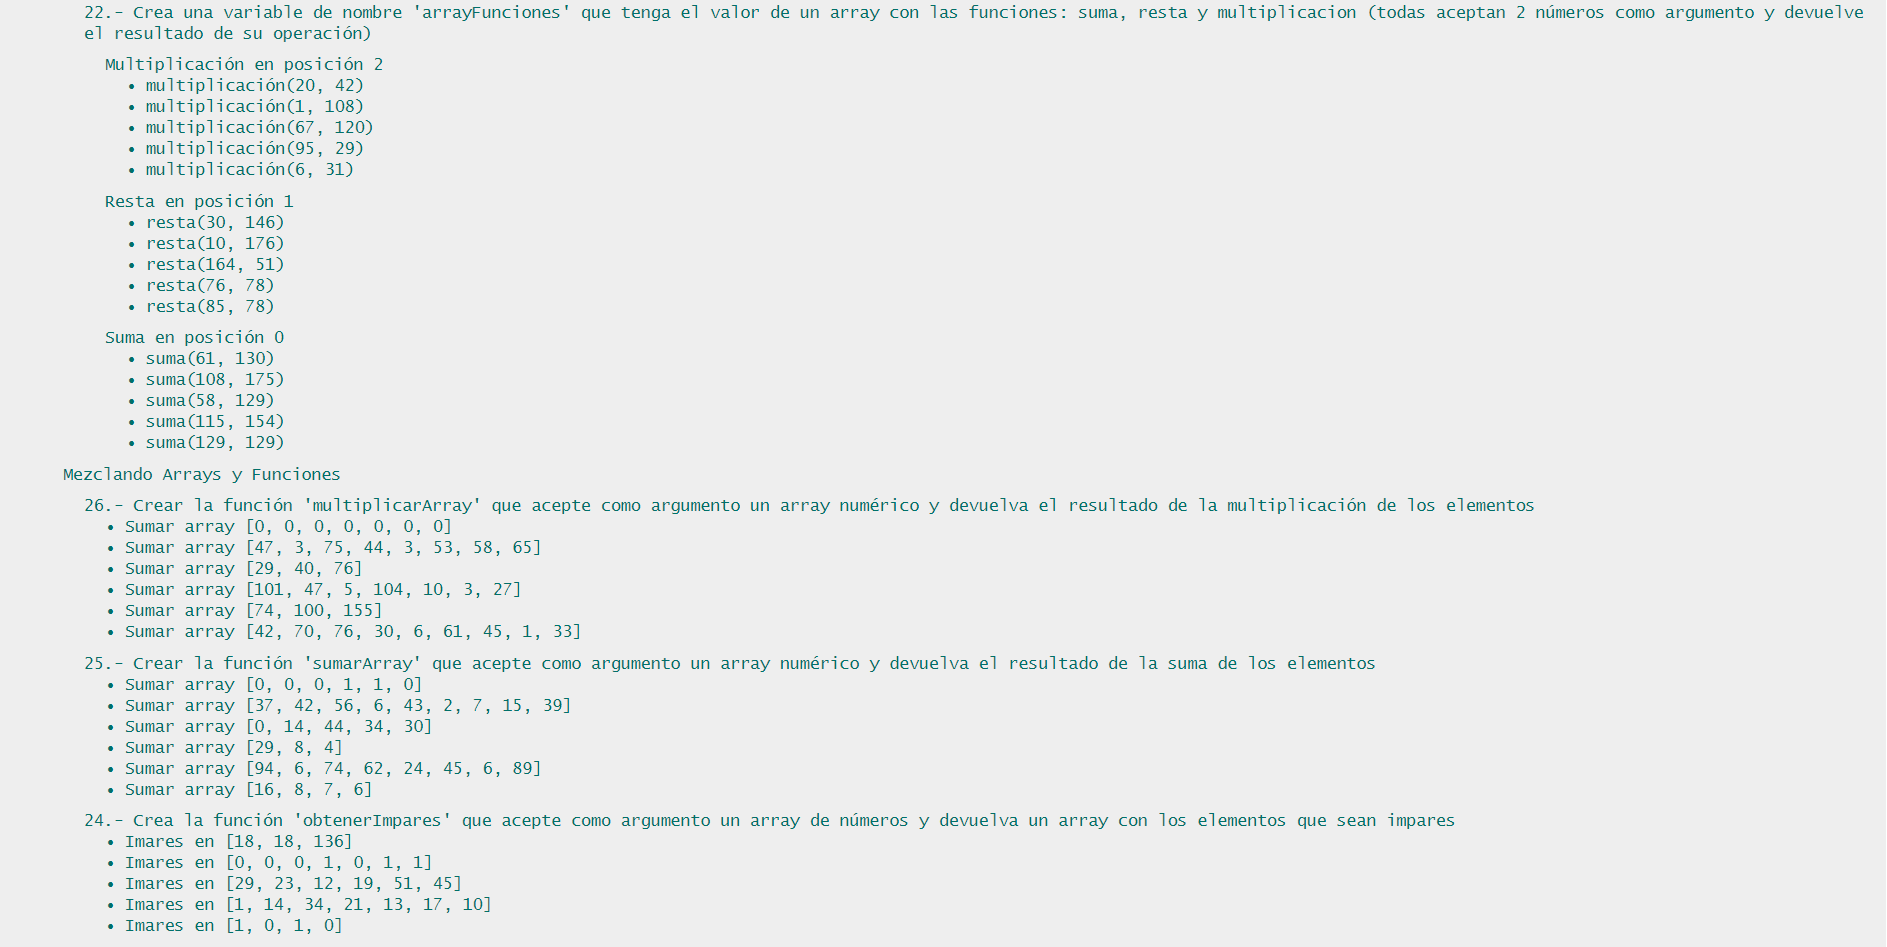 22.- Crea una variable de nombre 'arrayFunciones' que tenga el valor de un array con las funciones: suma, resta y multiplicacion (todas aceptan 2 números como argumento y devuelve
el resultado de su operación)
Multiplicación en posición 2
• multiplicación(20, 42)
• multiplicación(1, 108)
• multiplicación(67, 120)
• multiplicación(95, 29)
• multiplicación(6, 31)
Resta en posición 1
• resta(30, 146)
• resta(10, 176)
• resta(164, 51)
• resta(76, 78)
• resta(85, 78)
Suma en posición 0
• suma(61, 130)
• suma(108, 175)
• suma(58, 129)
• suma(115, 154)
• suma(129, 129)
Mezclando Arrays y Funciones
26.- Crear la función 'multiplicarArray' que acepte como argumento un array numérico y devuelva el resultado de la multiplicación de los elementos
• Sumar array [0, 0, 0, 0, 0, 0, 0]
• Sumar array [47, 3, 75, 44, 3, 53, 58, 65]
• Sumar array [29, 40, 76]
• Sumar array [101, 47, 5, 104, 10, 3, 27]
• Sumar array [74, 100, 155]
• Sumar array [42, 70, 76, 30, 6, 61, 45, 1, 33]
25.- Crear la función 'sumarArray' que acepte como argumento un array numérico y devuelva el resultado de la suma de los elementos
• Sumar array [0, 0, 0, 1, 1, 0]
• Sumar array [37, 42, 56, 6, 43, 2, 7, 15, 39]
• Sumar array [0, 14, 44, 34, 30]
• Sumar array [29, 8, 4]
• Sumar array [94, 6, 74, 62, 24, 45, 6, 89]
• Sumar array [16, 8, 7, 6]
24.- Crea la función 'obtenerImpares' que acepte como argumento un array de números y devuelva un array con los elementos que sean impares
• Imares en [18, 18, 136]
• Imares en [0, 0, 0, 1, 0, 1, 1]
• Imares en [29, 23, 12, 19, 51, 45]
• Imares en [1, 14, 34, 21, 13, 17, 10]
• Imares en [1, 0, 1, 0]